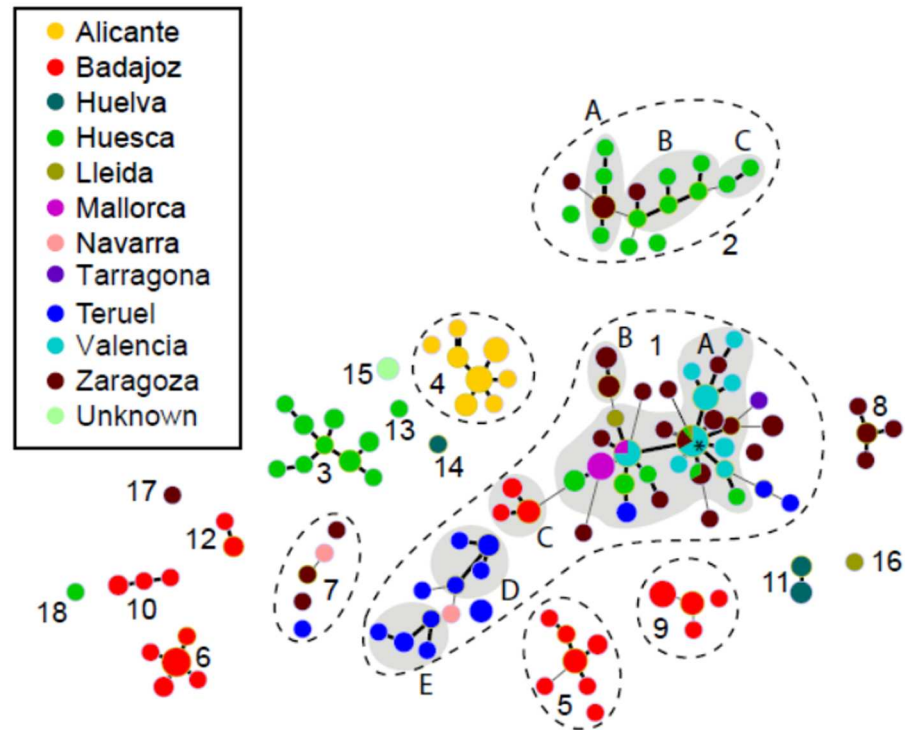 Alicante
Badajoz
Huelva
Huesca
Lleida
Mallorca
Navarra
Tarragona
Teruel
Valencia
Zaragoza
Unknown
A
B
C
2
B
1
A
15
4
8
13
3
14
17
12
C
7
D
11
16
18
10
9
6
E
5
*